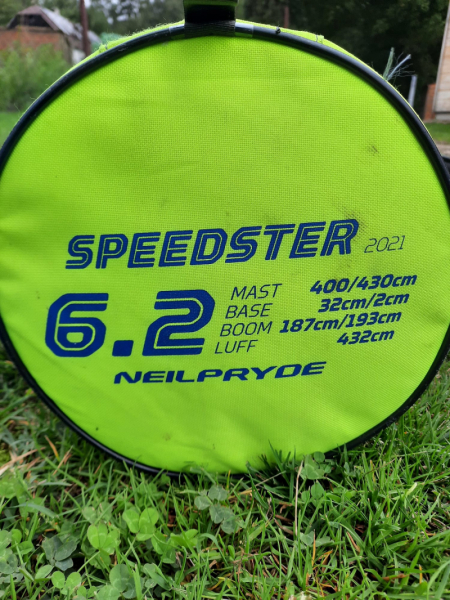 SPEEDSTER 2021
6.2
MAST 400/430cm
BASE 32cm/2cm
BOOM 187cm/193cm
LUFF 432cm
NEILPRYDE